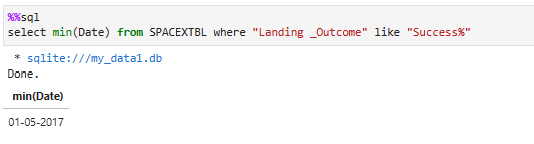 %%sql
select min(Date) from SPACEXTBL where "Landing _Outcome" like "Success%"
* sqlite:///my_data1.db
Done.
min(Date)
01-05-2017